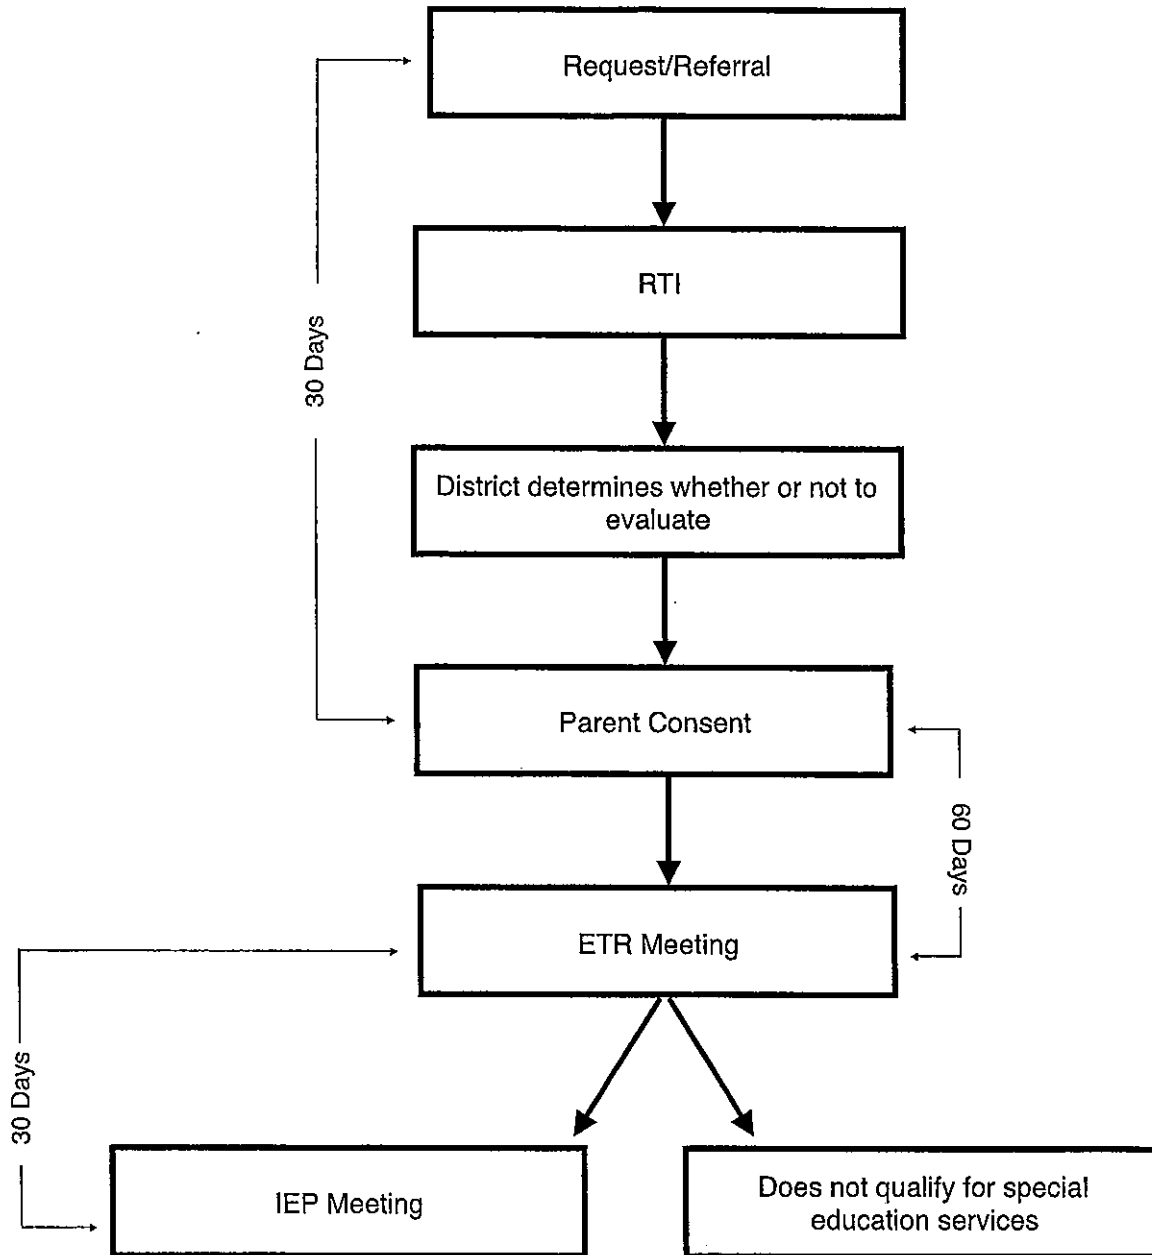 Request/Referral
RTI
30 Days
District determines whether or not to
evaluate
Parent Consent
60 Days
ETR Meeting
30 Days
IEP Meeting
Does not qualify for special
education services